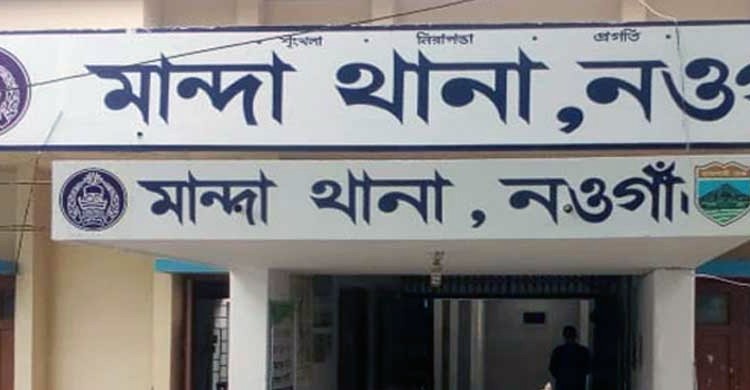 শৃংখলা · নিরাপত্তা · প্রগতি
মান্দা থানা, নওগাঁ
মান্দা থানা, নওগাঁ।